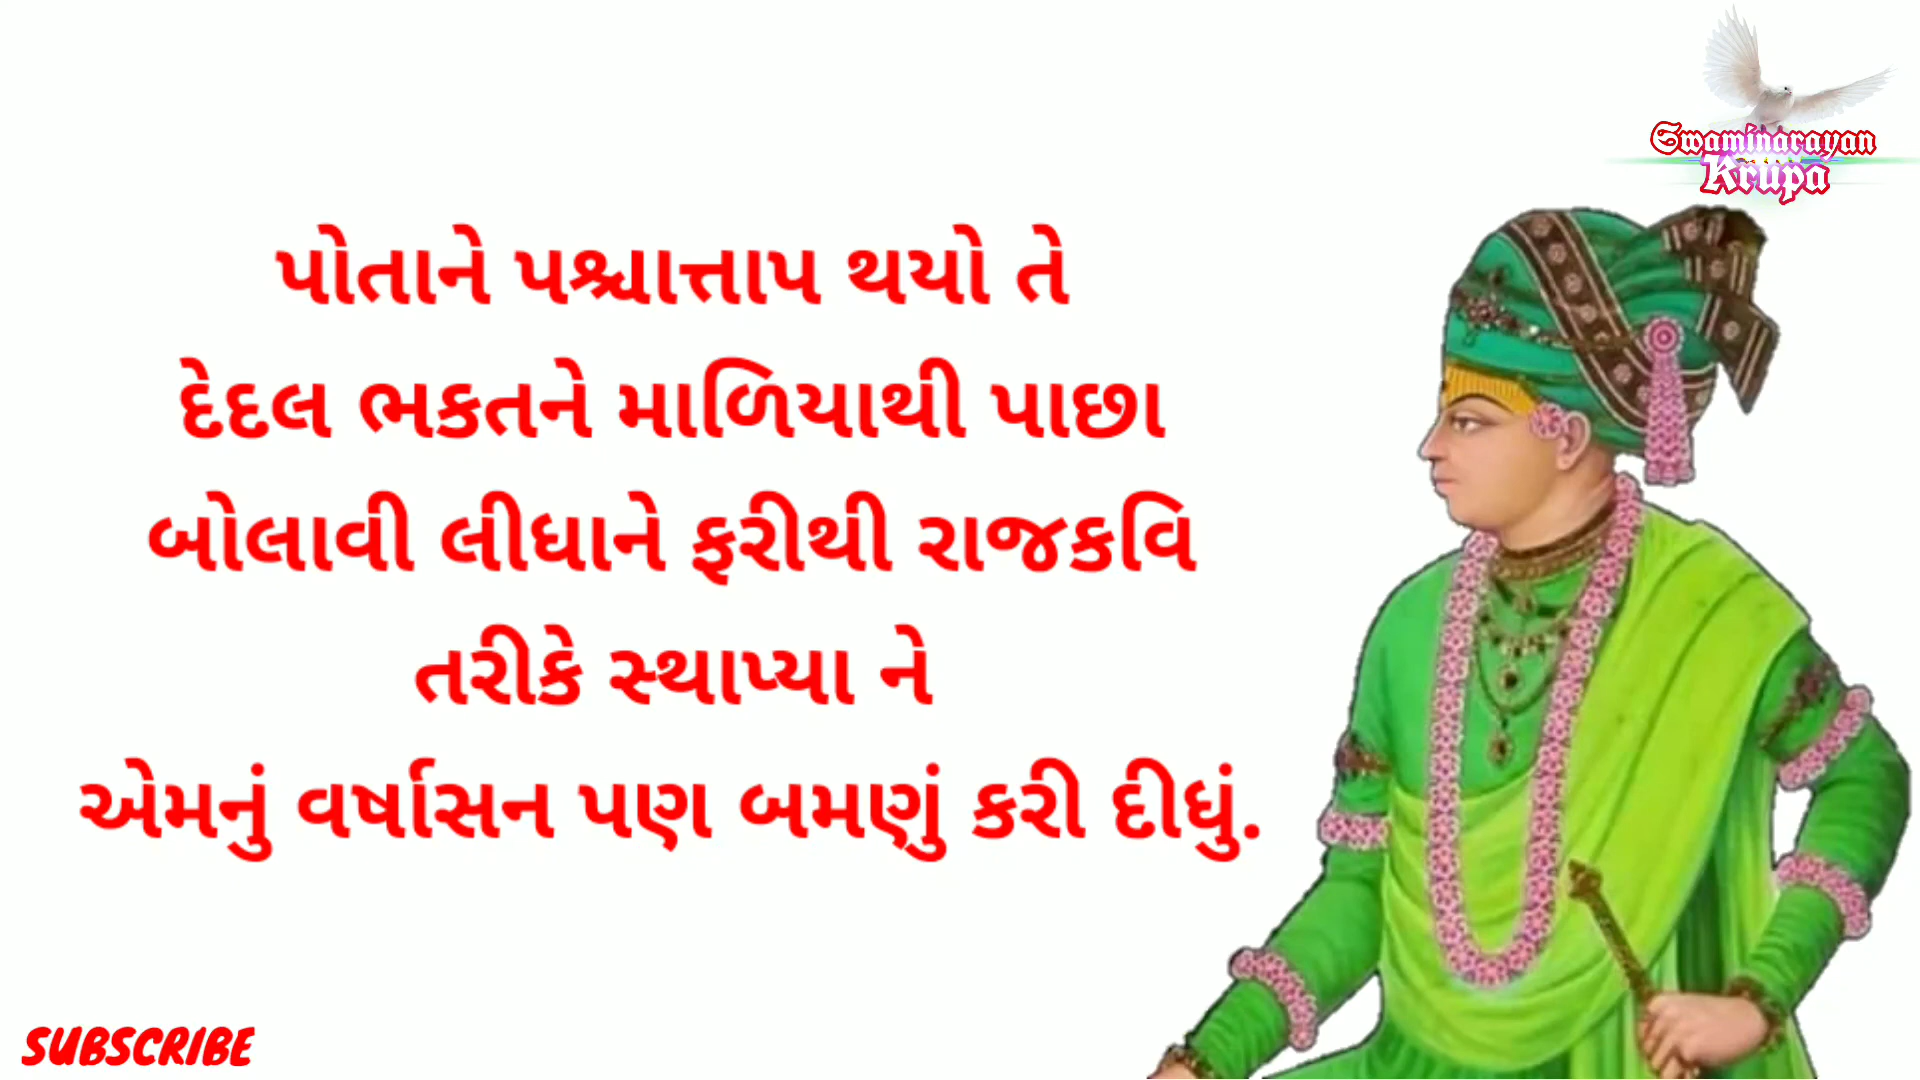 Swaminarayan
Krupa
પોતાને પશ્ચાત્તાપ થયો તે
દેદલ ભકતને માળિયાથી પાછા
બોલાવી લીધાને ફરીથી રાજકવિ
તરીકે સ્થાપ્યા ને
એમનું વર્ષાસન પણ બમણું કરી દીધું.
SUBSCRIBE